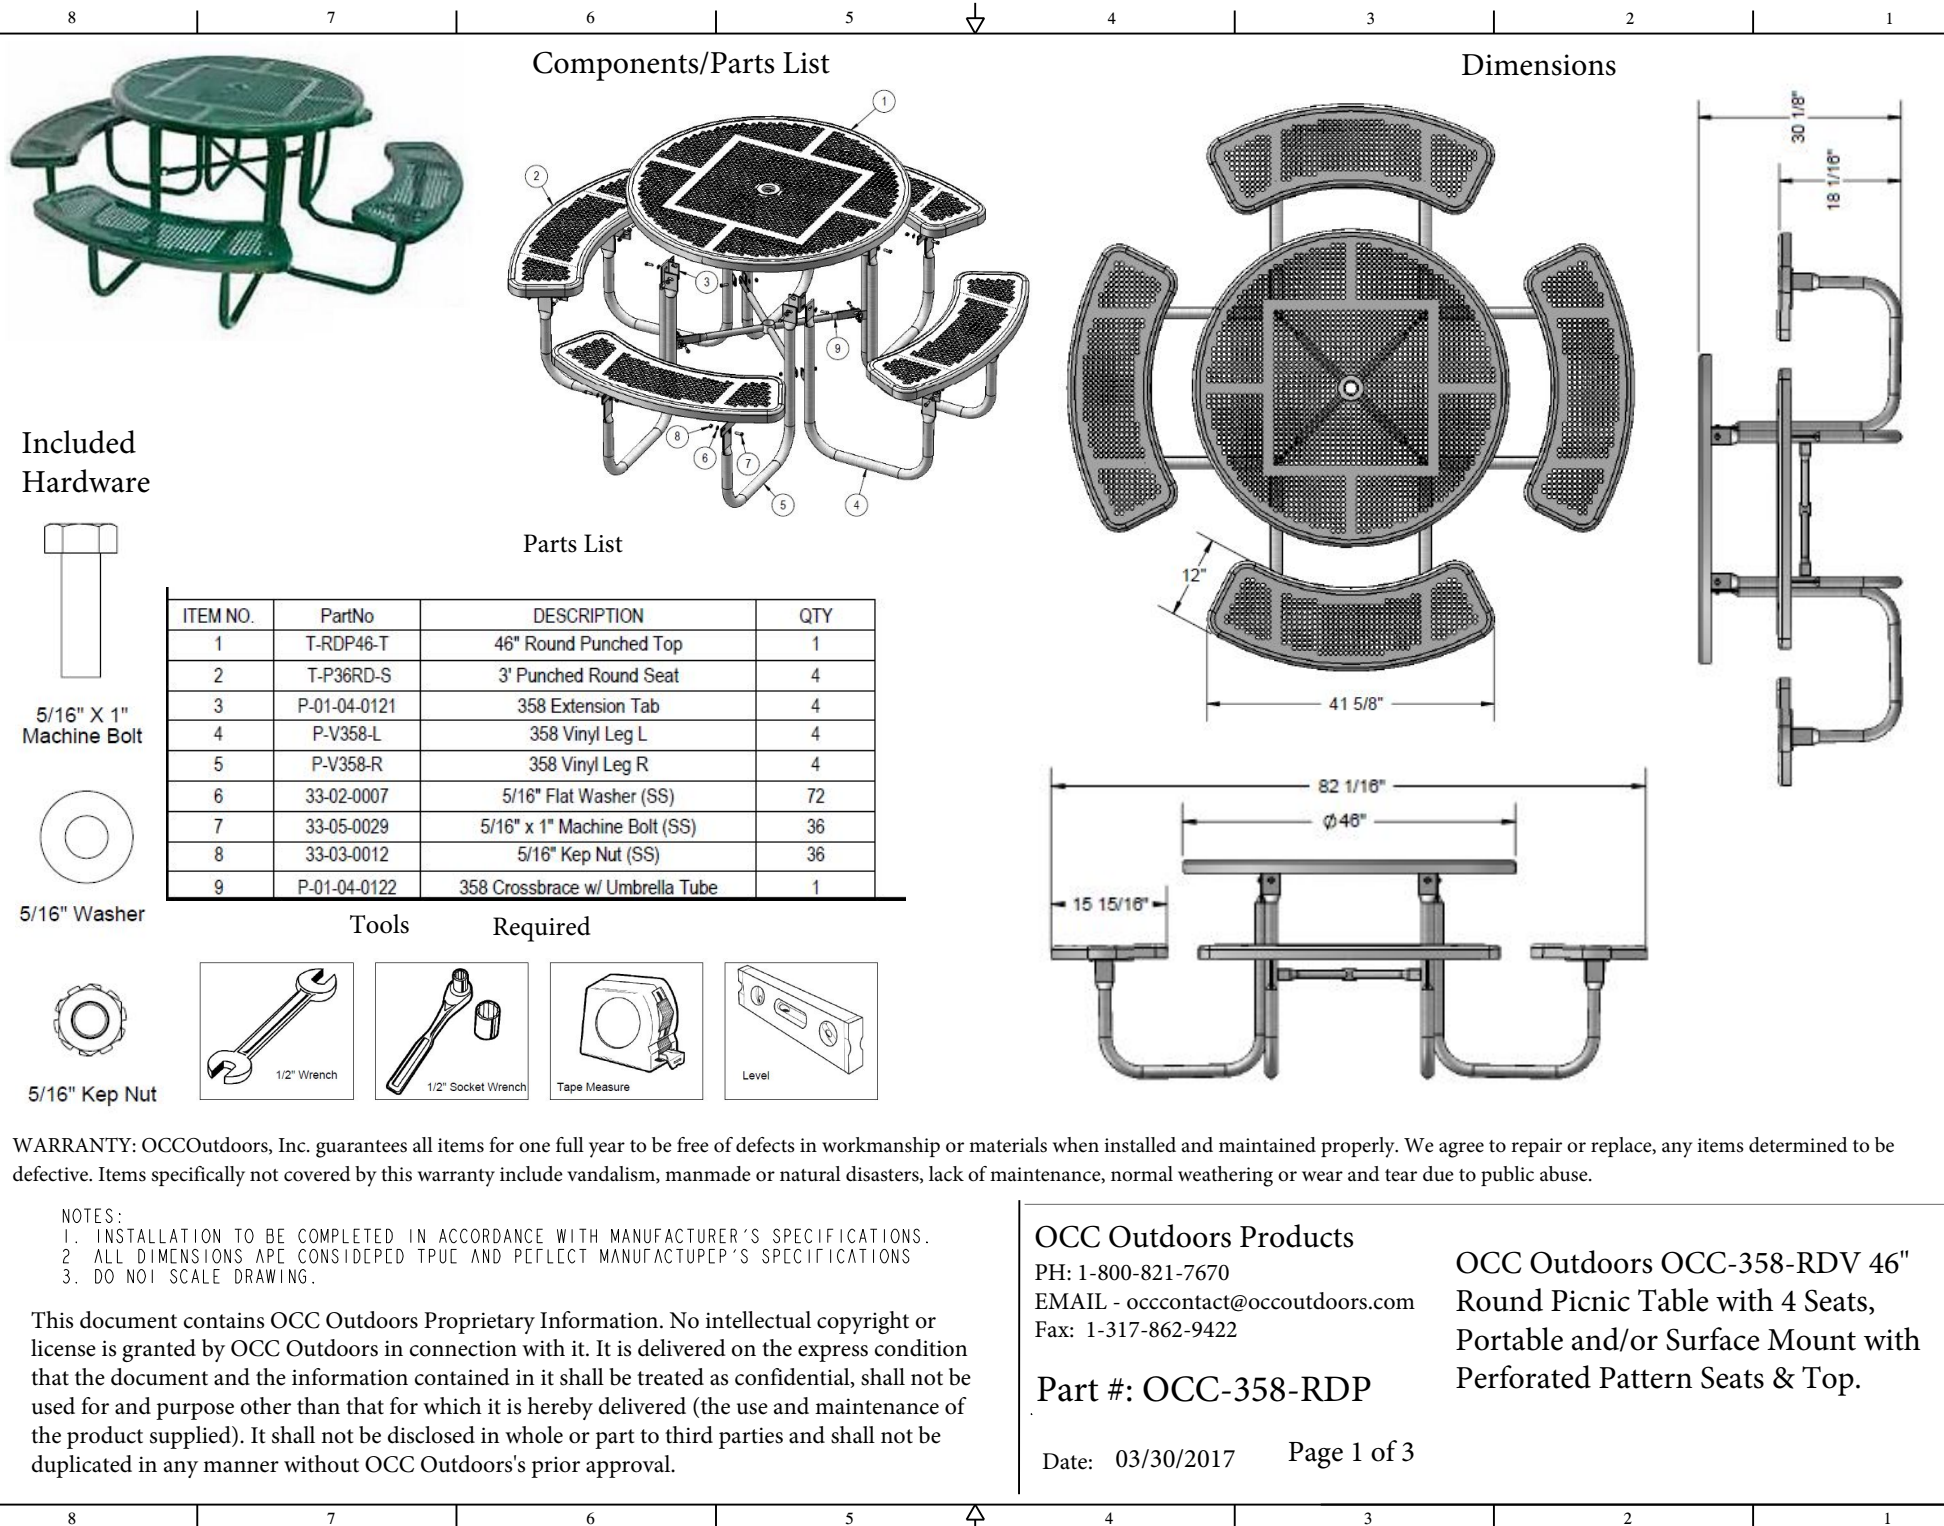 8 7 6 5 4 3 2 1
Components/Parts List
Dimensions
1
2
3
9
8
6
7
5
4
30 1/8"
18 1/16"
12"
41 5/8"
82 1/16"
⌀46"
15 15/16"
Included
Hardware
5/16" X 1"
Machine Bolt
5/16" Washer
5/16" Kep Nut
Parts List
ITEM NO. PartNo DESCRIPTION QTY
1 T-RDP46-T 46" Round Punched Top 1
2 T-P36RD-S 3' Punched Round Seat 4
3 P-01-04-0121 358 Extension Tab 4
4 P-V358-L 358 Vinyl Leg L 4
5 P-V358-R 358 Vinyl Leg R 4
6 33-02-0007 5/16" Flat Washer (SS) 72
7 33-05-0029 5/16" x 1" Machine Bolt (SS) 36
8 33-03-0012 5/16" Kep Nut (SS) 36
9 P-01-04-0122 358 Crossbrace w/ Umbrella Tube 1
Tools Required
1/2" Wrench
1/2" Socket Wrench
Tape Measure
Level
WARRANTY: OCCOutdoors, Inc. guarantees all items for one full year to be free of defects in workmanship or materials when installed and maintained properly. We agree to repair or replace, any items determined to be
defective. Items specifically not covered by this warranty include vandalism, manmade or natural disasters, lack of maintenance, normal weathering or wear and tear due to public abuse.
NOTES:
1. INSTALLATION TO BE COMPLETED IN ACCORDANCE WITH MANUFACTURER'S SPECIFICATIONS.
2 ALL DIMENSIONS APE CONSIDEPED TPUE AND PEFLECT MANUFACTUPEP'S SPECIFICATIONS
3. DO NOI SCALE DRAWING.
This document contains OCC Outdoors Proprietary Information. No intellectual copyright or
license is granted by OCC Outdoors in connection with it. It is delivered on the express condition
that the document and the information contained in it shall be treated as confidential, shall not be
used for and purpose other than that for which it is hereby delivered (the use and maintenance of
the product supplied). It shall not be disclosed in whole or part to third parties and shall not be
duplicated in any manner without OCC Outdoors's prior approval.
OCC Outdoors Products
PH: 1-800-821-7670
EMAIL - occcontact@occoutdoors.com
Fax: 1-317-862-9422
Part #: OCC-358-RDP
Date: 03/30/2017 Page 1 of 3
OCC Outdoors OCC-358-RDV 46"
Round Picnic Table with 4 Seats,
Portable and/or Surface Mount with
Perforated Pattern Seats & Top.
8 7 6 5 4 3 2 1